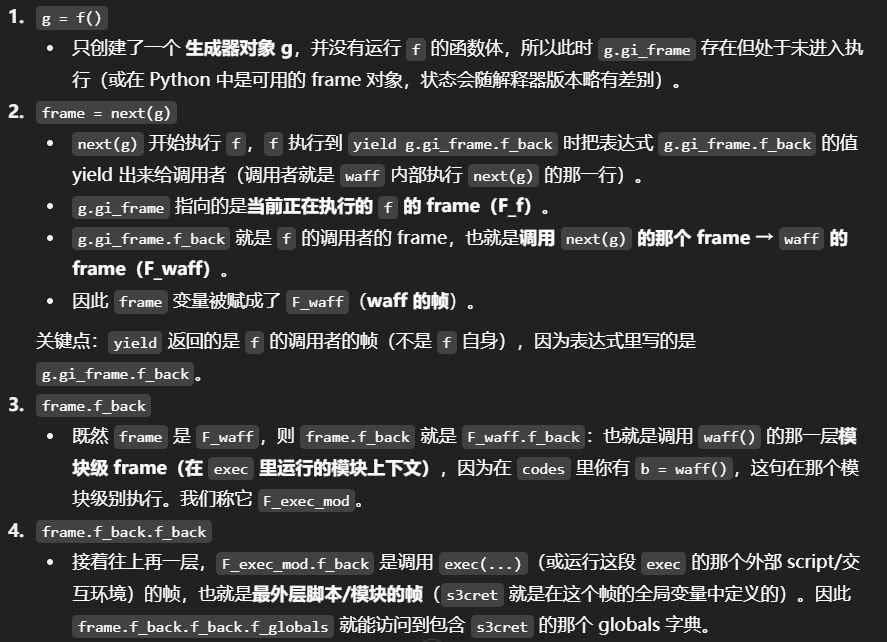 1. g = f()
• 只创建了一个 生成器对象 g，并没有运行 f 的函数体，所以此时 g.gi_frame 存在但处于未进入执
行（或在 Python 中是可用的 frame 对象，状态会随解释器版本略有差别）。
2. frame = next(g)
• next(g) 开始执行 f，f 执行到 yield g.gi_frame.f_back 时把表达式 g.gi_frame.f_back 的值
yield 出来给调用者（调用者就是 waff 内部执行 next(g) 的那一行）。
• g.gi_frame 指向的是当前正在执行的 f 的 frame（F_f）。
• g.gi_frame.f_back 就是 f 的调用者的 frame，也就是调用 next(g) 的那个 frame → waff 的
frame（F_waff）。
• 因此 frame 变量被赋成了 F_waff（waff 的帧）。
关键点：yield 返回的是 f 的调用者的帧（不是 f 自身），因为表达式里写的是
g.gi_frame.f_back。
3. frame.f_back
• 既然 frame 是 F_waff，则 frame.f_back 就是 F_waff.f_back：也就是调用 waff() 的那一层模
块级 frame（在 exec 里运行的模块上下文），因为在 codes 里你有 b = waff()，这句在那个模
块级别执行。我们称它 F_exec_mod。
4. frame.f_back.f_back
• 接着往上再一层，F_exec_mod.f_back 是调用 exec(...)（或运行这段 exec 的那个外部 script/交
互环境）的帧，也就是最外层脚本/模块的帧（s3cret 就是在这个帧的全局变量中定义的）。因此
frame.f_back.f_back.f_globals 就能访问到包含 s3cret 的那个 globals 字典。